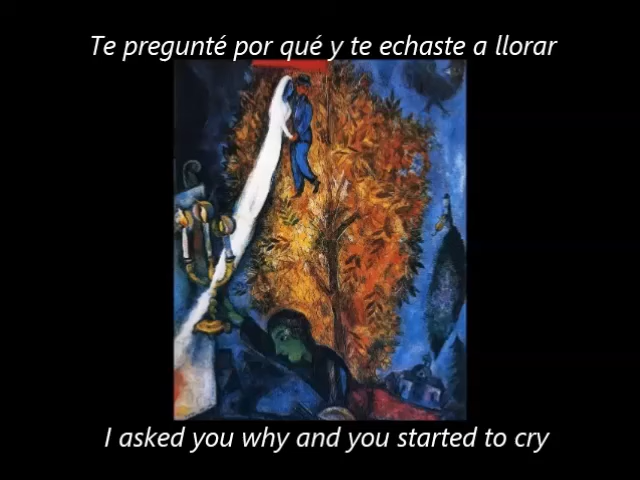 Te pregunté por qué y te echaste a llorar
I asked you why and you started to cry